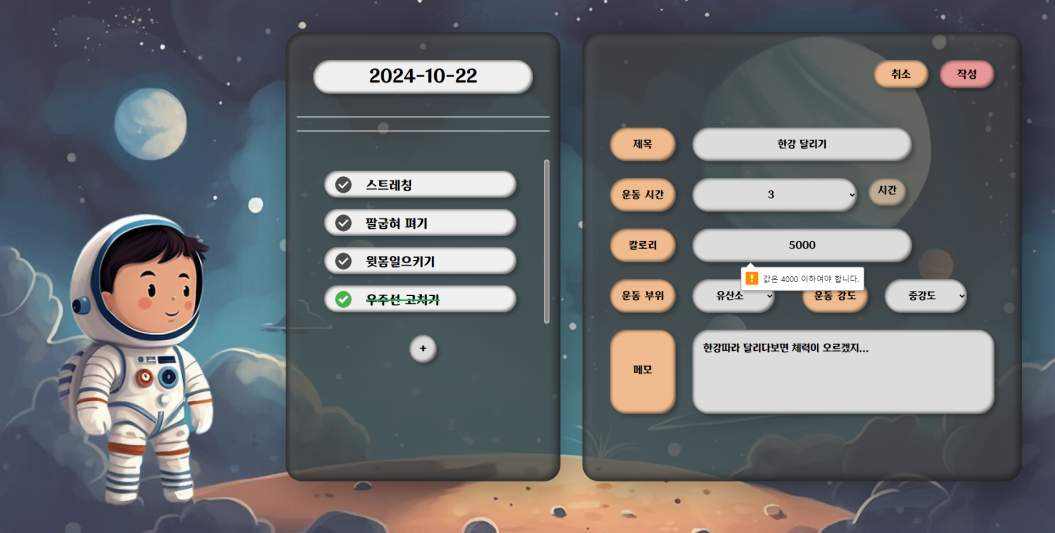 2024-10-22
스트레칭
팔굽혀 펴기
윗몸일으키기
우주선 고치기
+
취소
작성
제목
한강 달리기
운동 시간
3
시간
칼로리
5000
값은 4000 이하여야 합니다.
운동 부위
유산소
운동 강도
중강도
메모
한강따라 달리다보면 체력이 오르겠지...